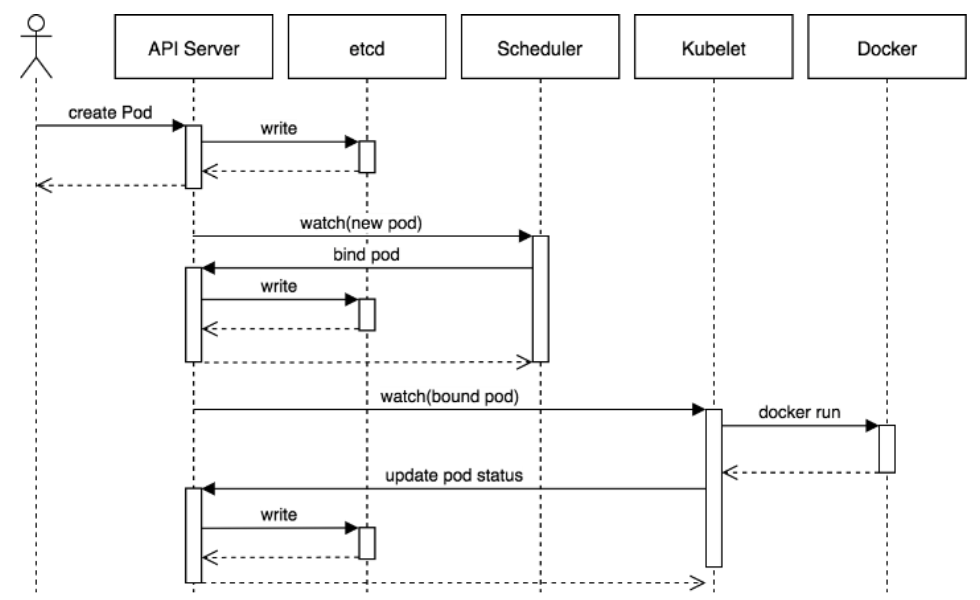 API Server
etcd
Scheduler
Kubelet
Docker
create Pod
write
watch(new pod)
bind pod
write
watch(bound pod)
docker run
update pod status
write